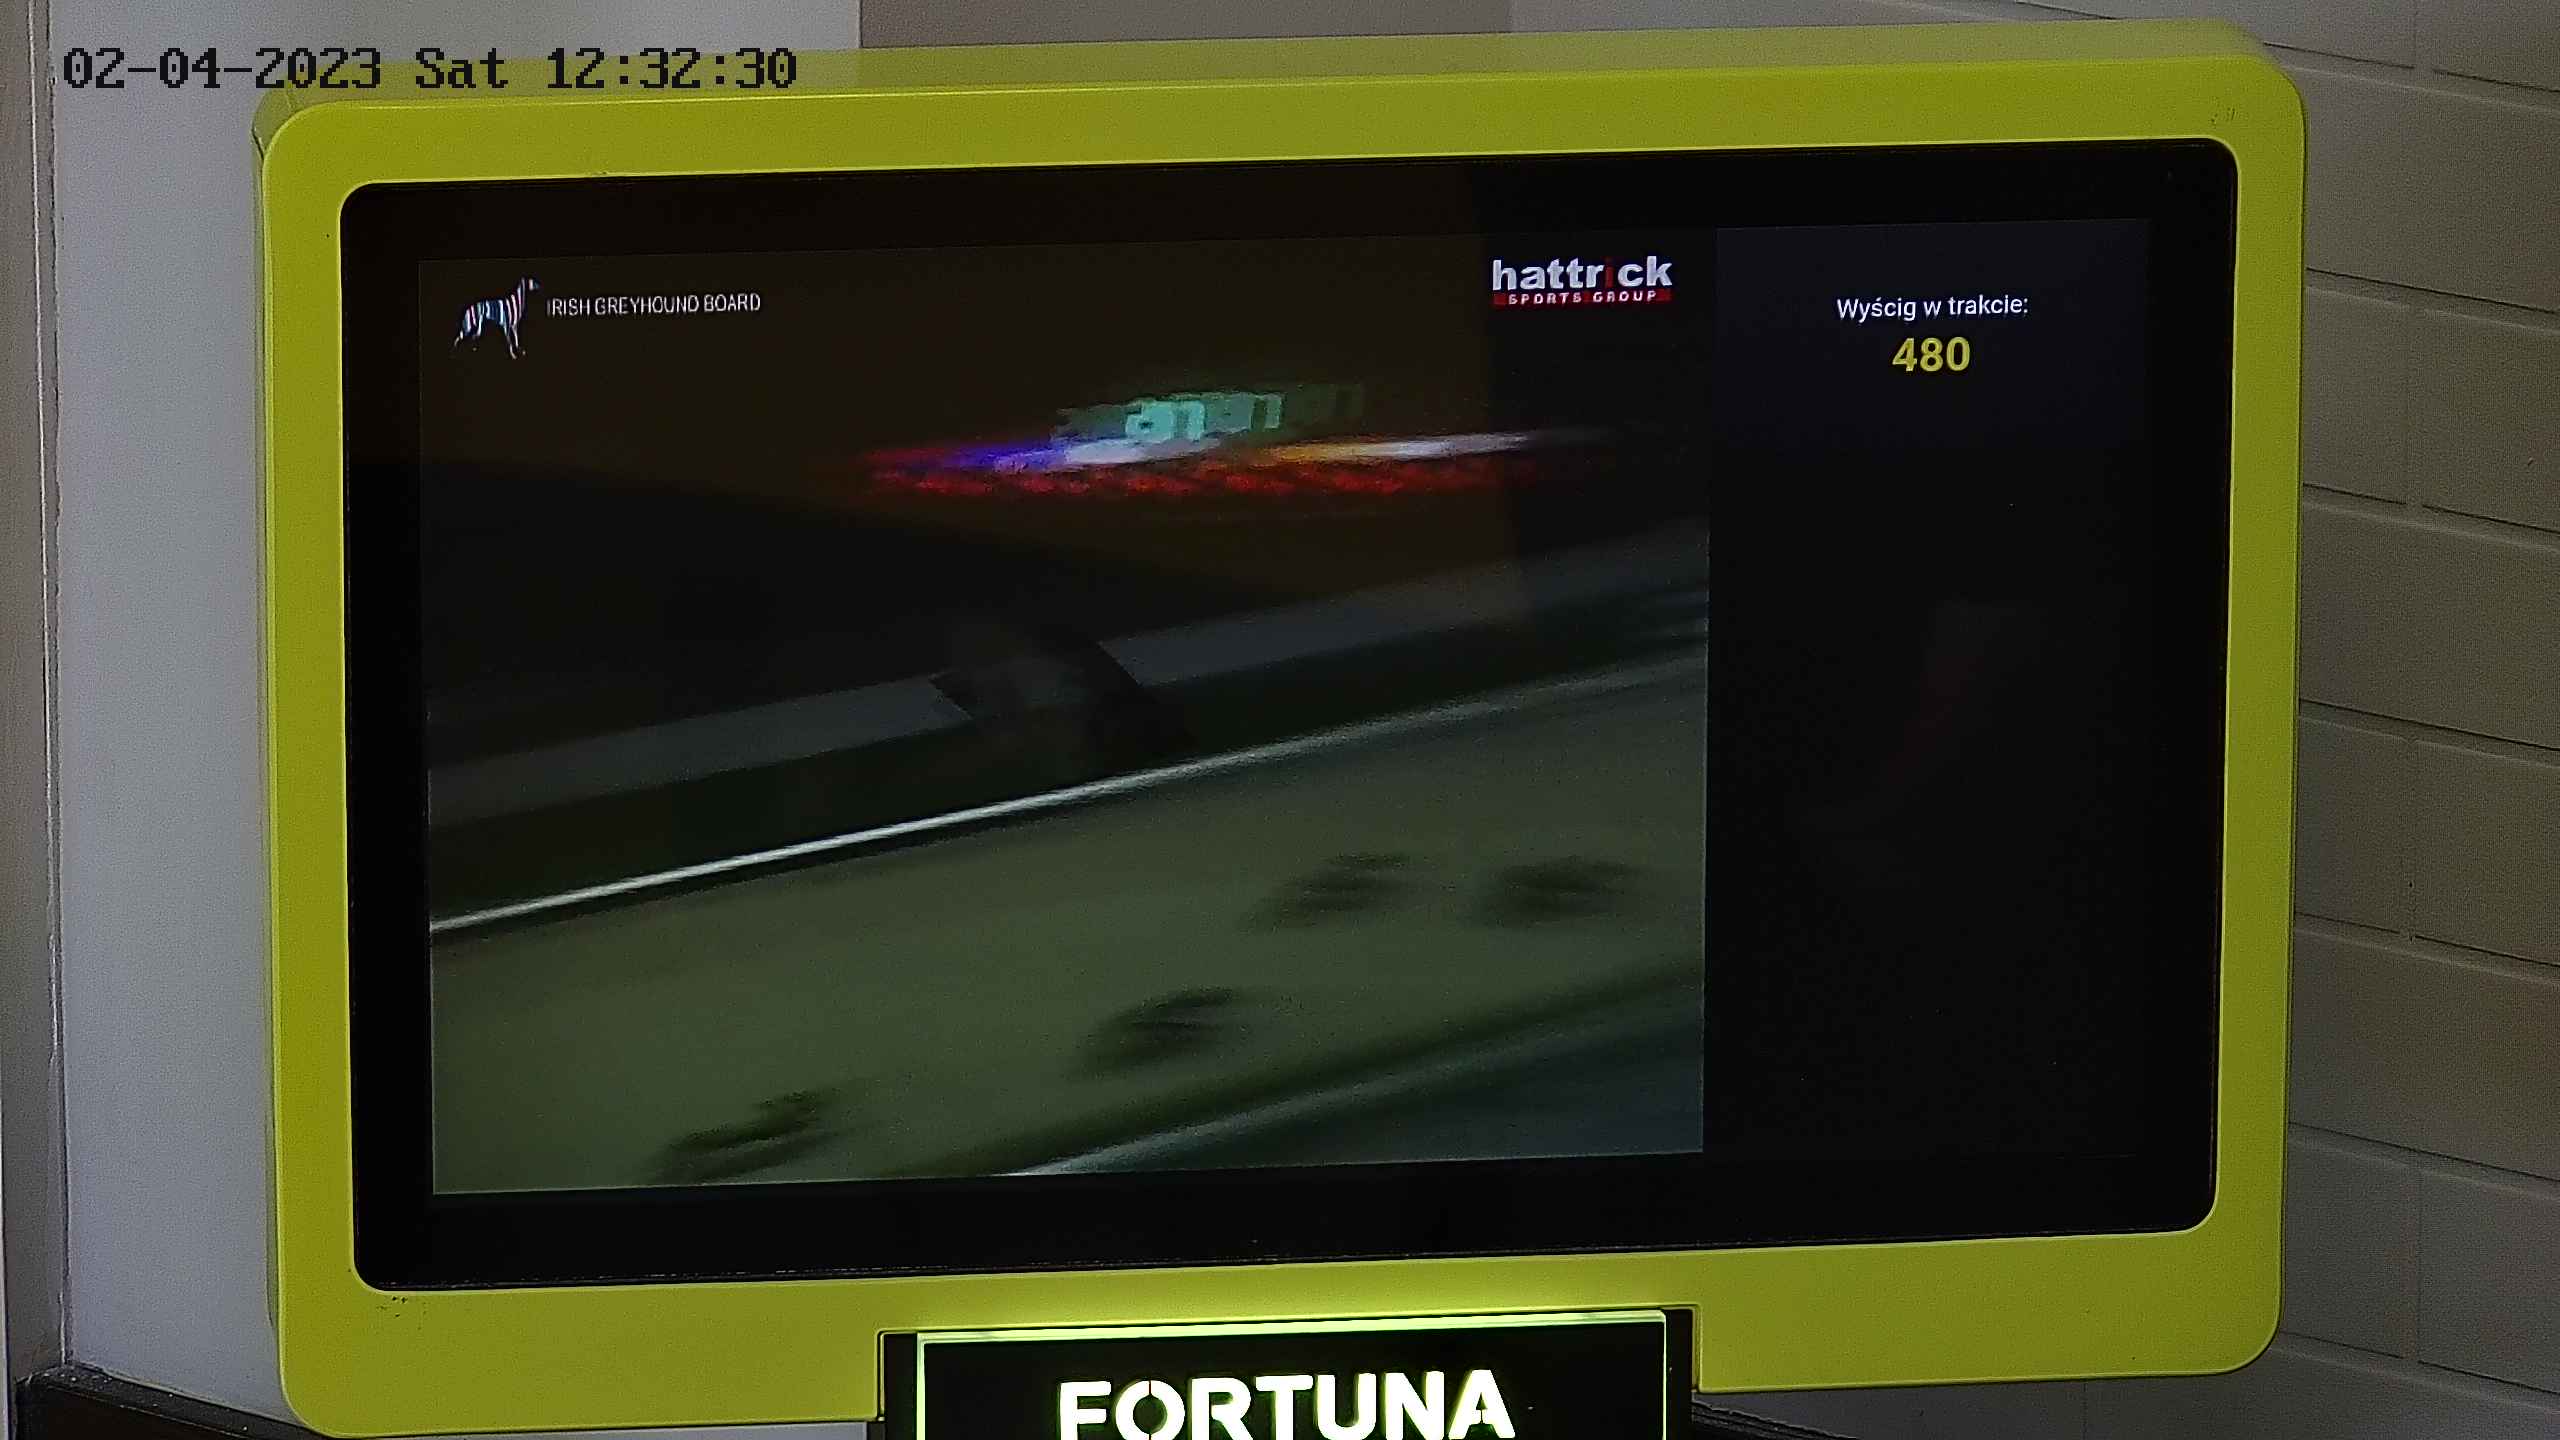 02-04-2023 Sat 12:32:30
IRISH GREYHOUND BOARD
hattrick
SPORTS GROUP
Wyścig w trakcie:
480
FORTUNA